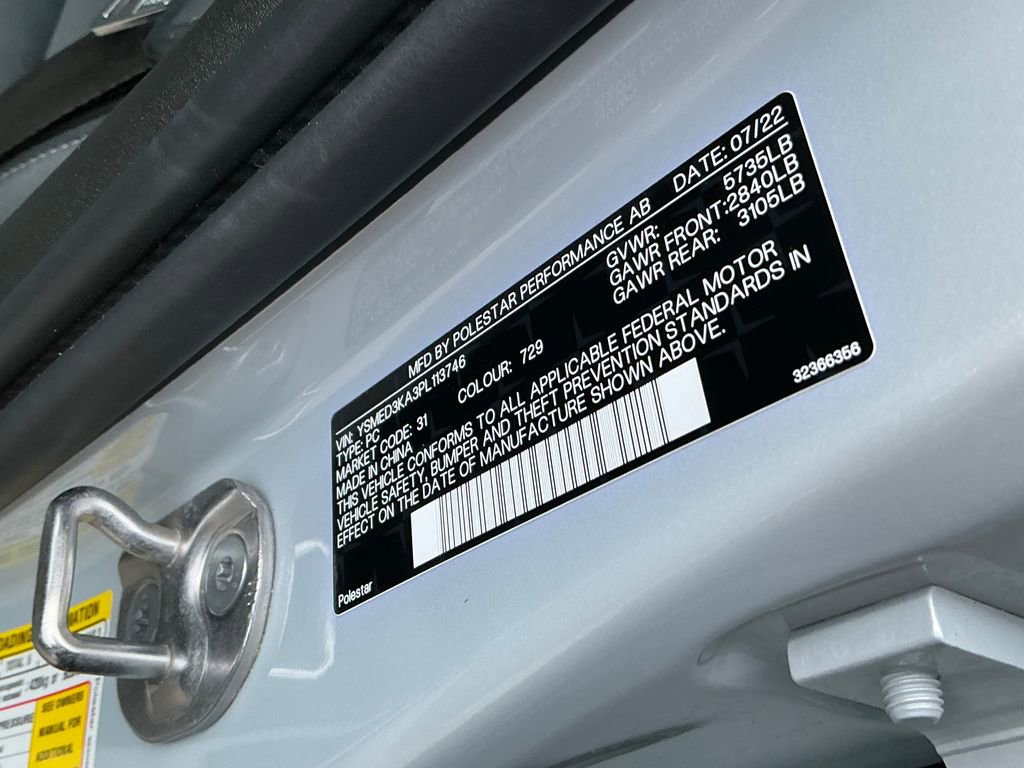 MFD BY POLESTAR PERFORMANCE AB DATE: 07/22
VIN: YSMED3KA3PL113746 GVWR: 5735LB
TYPE: PC GAWR FRONT: 2840LB
MARKET CODE: 31 COLOUR: 729 GAWR REAR: 3105LB
MADE IN CHINA
THIS VEHICLE CONFORMS TO ALL APPLICABLE FEDERAL MOTOR
VEHICLE SAFETY, BUMPER AND THEFT PREVENTION STANDARDS IN
EFFECT ON THE DATE OF MANUFACTURE SHOWN ABOVE.
Polestar 32366356
TOTAL
420kg or
SEE OWNERS
MANUAL FOR
ADDITIONAL